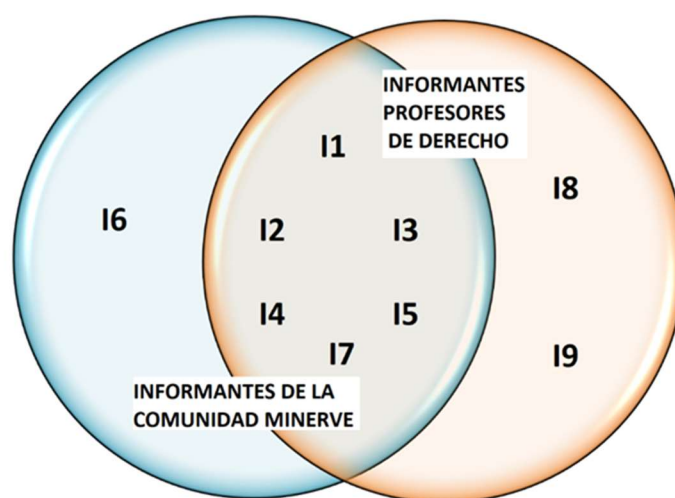 INFORMANTES
PROFESORES
DE DERECHO
I1
I8
I6
I2
I3
I4
I5
I7
I9
INFORMANTES DE LA
COMUNIDAD MINERVE